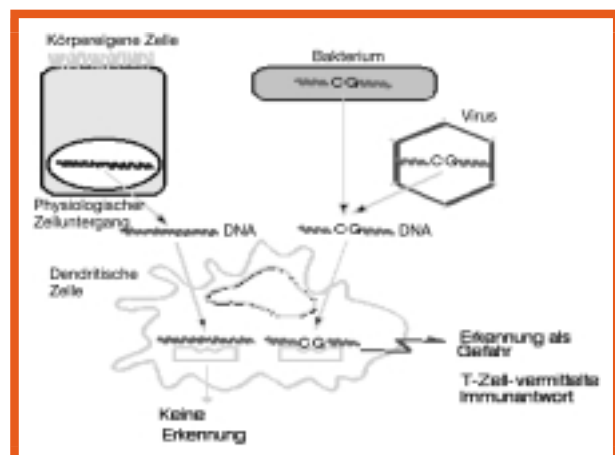 Körpereigene Zelle
Bakterium
CG
Virus
CG
Physiologischer
Zelluntergang
DNA
CG
DNA
Dendritische
Zelle
CG
Erkennung als
Gefahr
T-Zell-vermittelte
Immunantwort
Keine
Erkennung